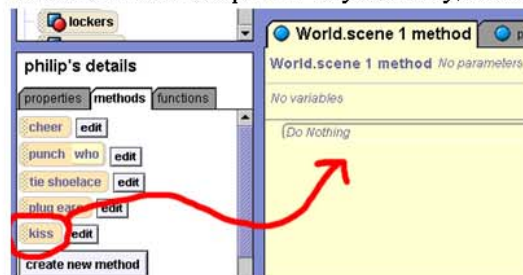 lockers
philip's details
properties methods functions
cheer edit
punch who edit
tie shoelace edit
plug ears edit
kiss edit
create new method
World.scene 1 method
World.scene 1 method No parameters
No variables
(Do Nothing